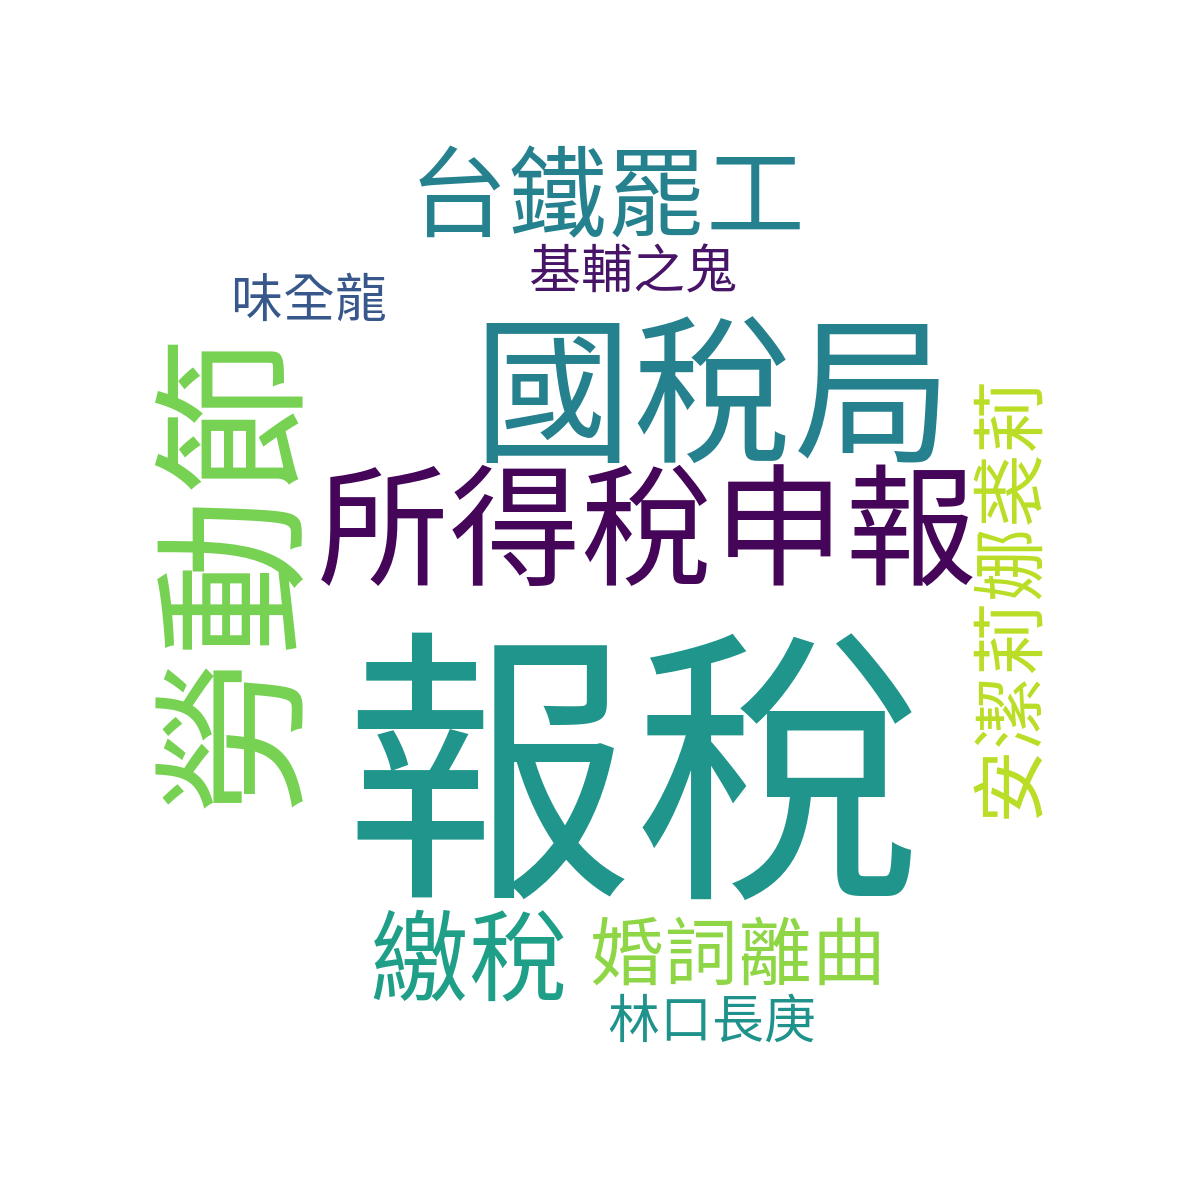 台鐵罷工
基輔之鬼
味全龍
國稅局
勞動節
所得稅申報
安潔莉娜裘莉
報稅
繳稅
婚詞離曲
林口長庚